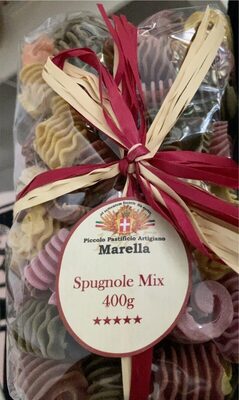 Piccolo Pastificio Artigiano
Marella
Spugnole Mix
400g